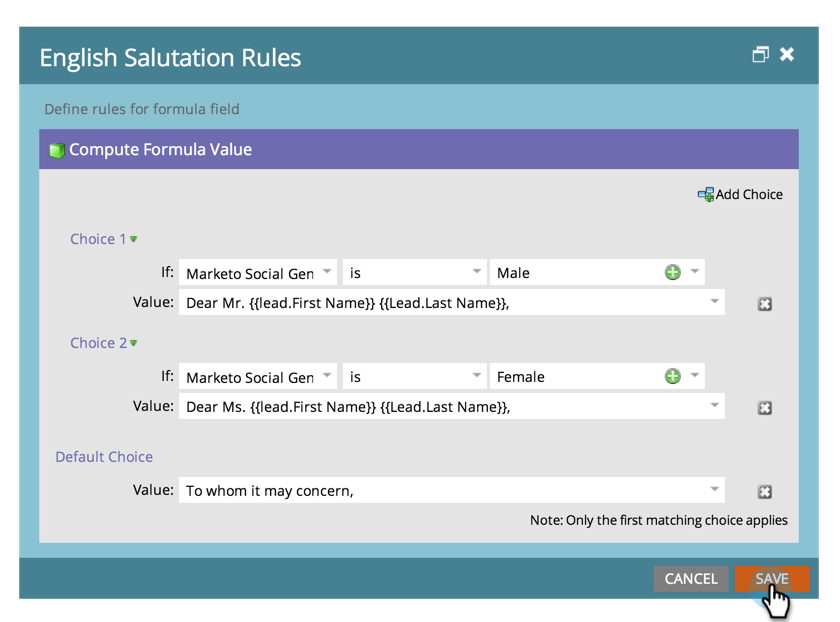 English Salutation Rules
Define rules for formula field
Compute Formula Value
Add Choice
Choice 1
If: Marketo Social Gen is Male
Value: Dear Mr. {{lead.First Name}} {{Lead.Last Name}},
Choice 2
If: Marketo Social Gen is Female
Value: Dear Ms. {{lead.First Name}} {{Lead.Last Name}},
Default Choice
Value: To whom it may concern,
Note: Only the first matching choice applies
CANCEL SAVE